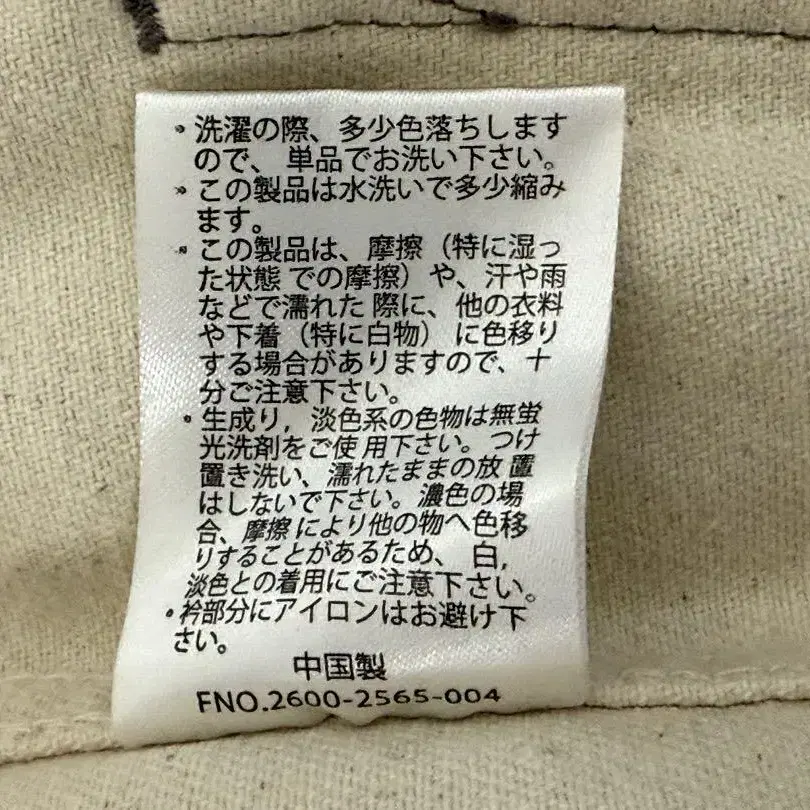 ・洗濯の際、多少色落ちします
ので、単品でお洗い下さい。
・この製品は水洗いで多少縮み
ます。
・この製品は、摩擦（特に湿っ
た状態 での摩擦）や、汗や雨
などで濡れた 際に、他の衣料
や下着（特に白物） に色移り
する場合がありますので、十
分ご注意下さい。
・生成り，淡色系の色物は無蛍
光洗剤をご使 用下さい。つけ
置き洗い、濡れたままの放 置
はしないで下さい。濃色の場
合、摩擦 により他の物へ色移
りすることがあるため、 白，
淡色との着用にご注意下さい。
・衿部分にアイロンはお避け下
さい。
中国製
FNO.2600-2565-004